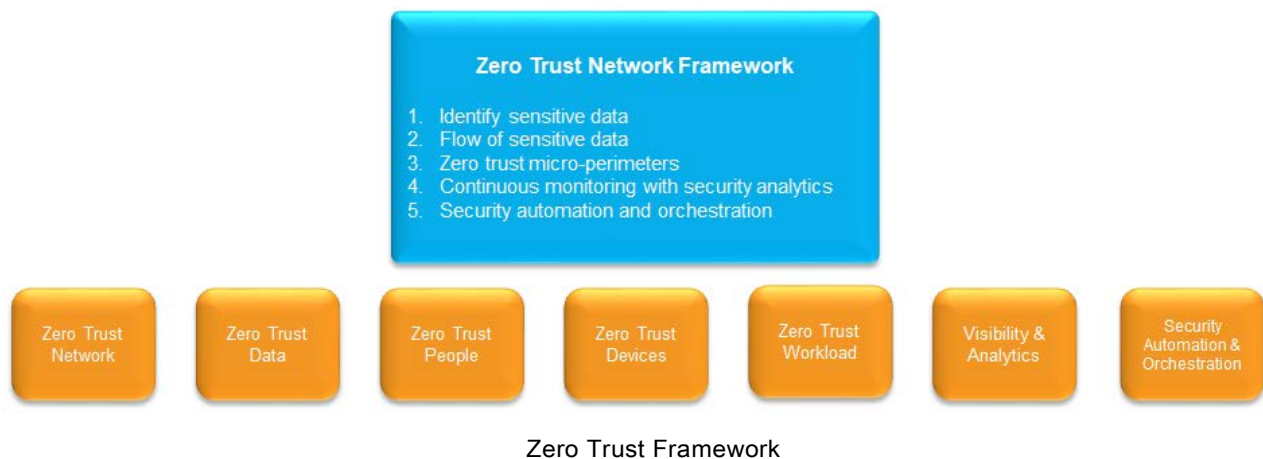 Zero Trust Network Framework
1. Identify sensitive data
2. Flow of sensitive data
3. Zero trust micro-perimeters
4. Continuous monitoring with security analytics
5. Security automation and orchestration
Zero Trust
Network
Zero Trust
Data
Zero Trust
People
Zero Trust
Devices
Zero Trust
Workload
Visibility &
Analytics
Security
Automation &
Orchestration
Zero Trust Framework